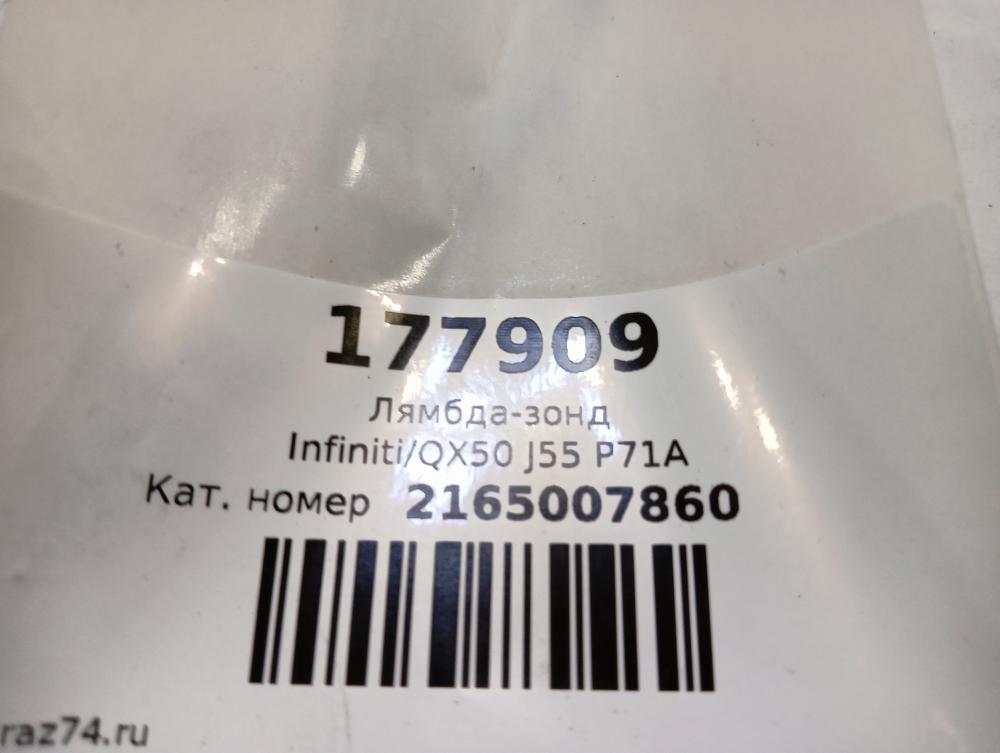 177909
Лямбда-зонд
Infiniti/QX50 J55 P71A
Кат. номер 2165007860
raz74.ru